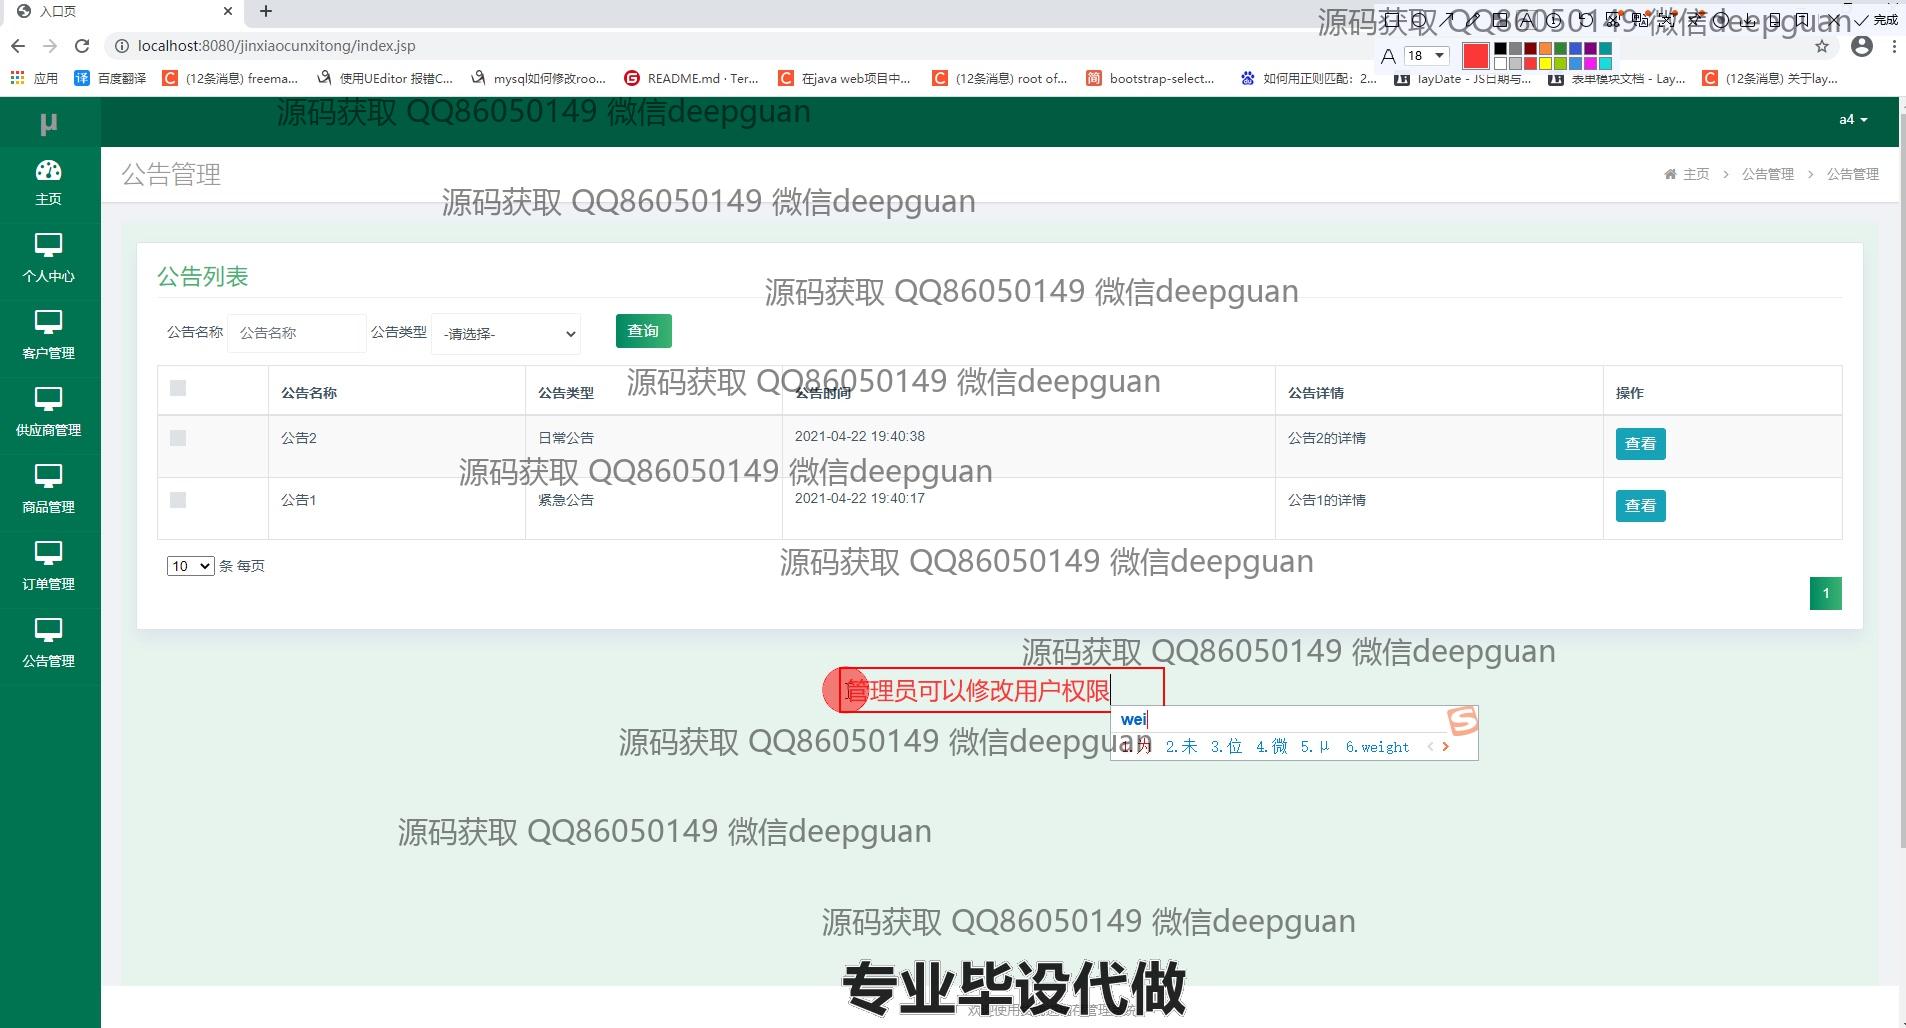 入口页
源码获取 QQ86050149 微信deepguan
完成
localhost:8080/jinxiaocunxitong/index.jsp
A 18
应用 百度翻译 (12条消息) freema... 使用UEditor 报错C... mysql如何修改roo... README.md · Ter... 在java web项目中... (12条消息) root of... bootstrap-select... 如何用正则匹配：2... layDate - JS日期与... 表单模块文档 - Lay... (12条消息) 关于lay...
源码获取 QQ86050149 微信deepguan
μ
a4
主页
公告管理
主页 > 公告管理 > 公告管理
源码获取 QQ86050149 微信deepguan
个人中心
公告列表
源码获取 QQ86050149 微信deepguan
公告名称 公告名称 公告类型 -请选择- 查询
客户管理
源码获取 QQ86050149 微信deepguan
公告名称 公告类型 公告时间 公告详情 操作
供应商管理
公告2 日常公告 2021-04-22 19:40:38 公告2的详情 查看
源码获取 QQ86050149 微信deepguan
公告1 紧急公告 2021-04-22 19:40:17 公告1的详情 查看
商品管理
源码获取 QQ86050149 微信deepguan
10 条 每页
订单管理
1
源码获取 QQ86050149 微信deepguan
公告管理
管理员可以修改用户权限
wei
源码获取 QQ86050149 微信deepguan
1.为 2.未 3.位 4.微 5.μ 6.weight
源码获取 QQ86050149 微信deepguan
源码获取 QQ86050149 微信deepguan
专业毕设代做